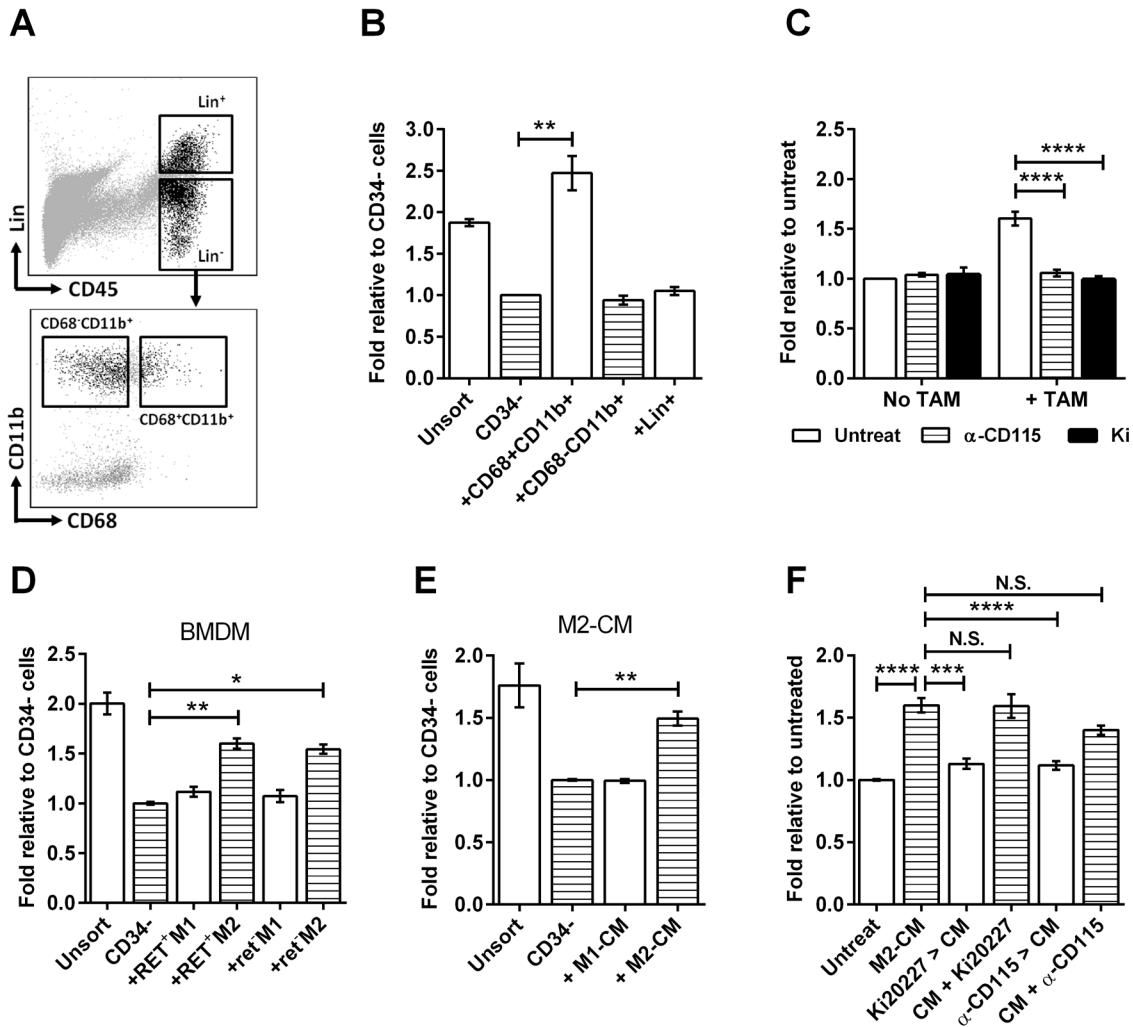 A
Lin⁺
Lin⁻
Lin
CD45
CD68⁻CD11b⁺
CD68⁺CD11b⁺
CD11b
CD68
B
Fold relative to CD34- cells
3.0
2.5
2.0
1.5
1.0
0.5
0.0
**
Unsort
CD34-
+CD68+CD11b+
+CD68-CD11b+
+Lin+
C
Fold relative to untreat
2.5
2.0
1.5
1.0
0.5
0.0
****
****
No TAM
+ TAM
Untreat
α-CD115
Ki
D
BMDM
Fold relative to CD34- cells
2.5
2.0
1.5
1.0
0.5
0.0
*
**
Unsort
CD34-
+RET⁺M1
+RET⁺M2
+ret⁻M1
+ret⁻M2
E
M2-CM
Fold relative to CD34- cells
2.0
1.5
1.0
0.5
0.0
**
Unsort
CD34-
+ M1-CM
+ M2-CM
F
Fold relative to untreated
2.0
1.5
1.0
0.5
0.0
N.S.
****
N.S.
****
***
Untreat
M2-CM
Ki20227 > CM
CM + Ki20227
α-CD115 > CM
CM + α-CD115